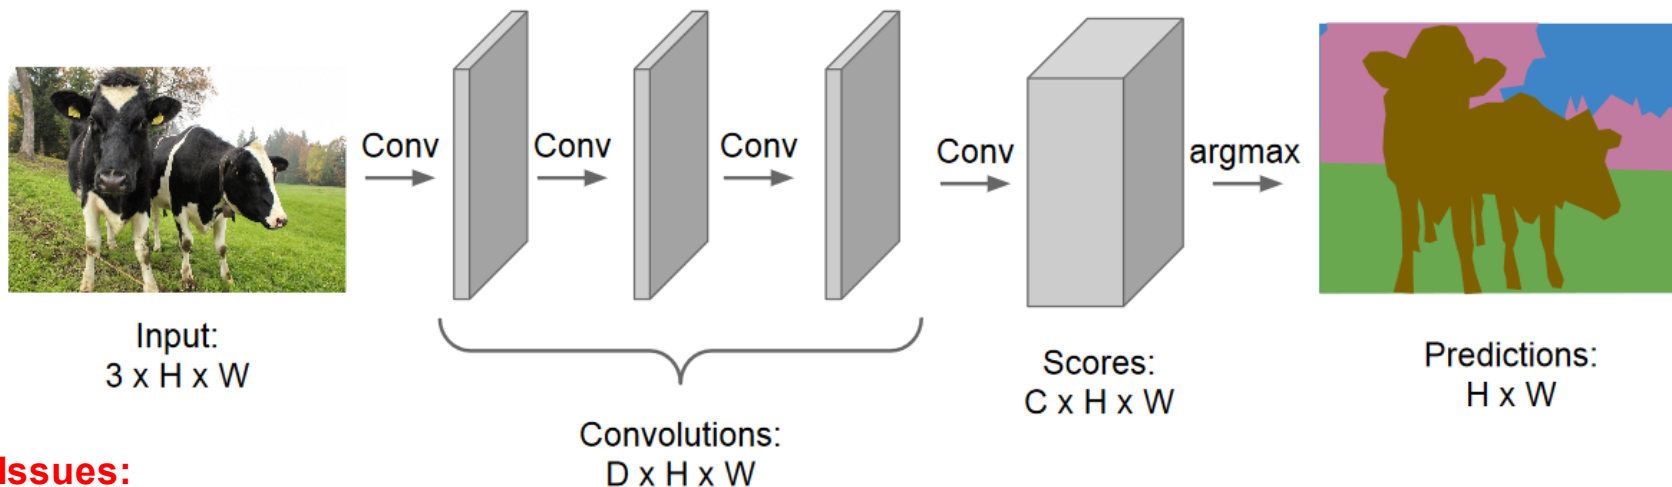 Conv
Conv
Conv
Conv
argmax
Input:
3 x H x W
Convolutions:
D x H x W
Scores:
C x H x W
Predictions:
H x W
Issues: